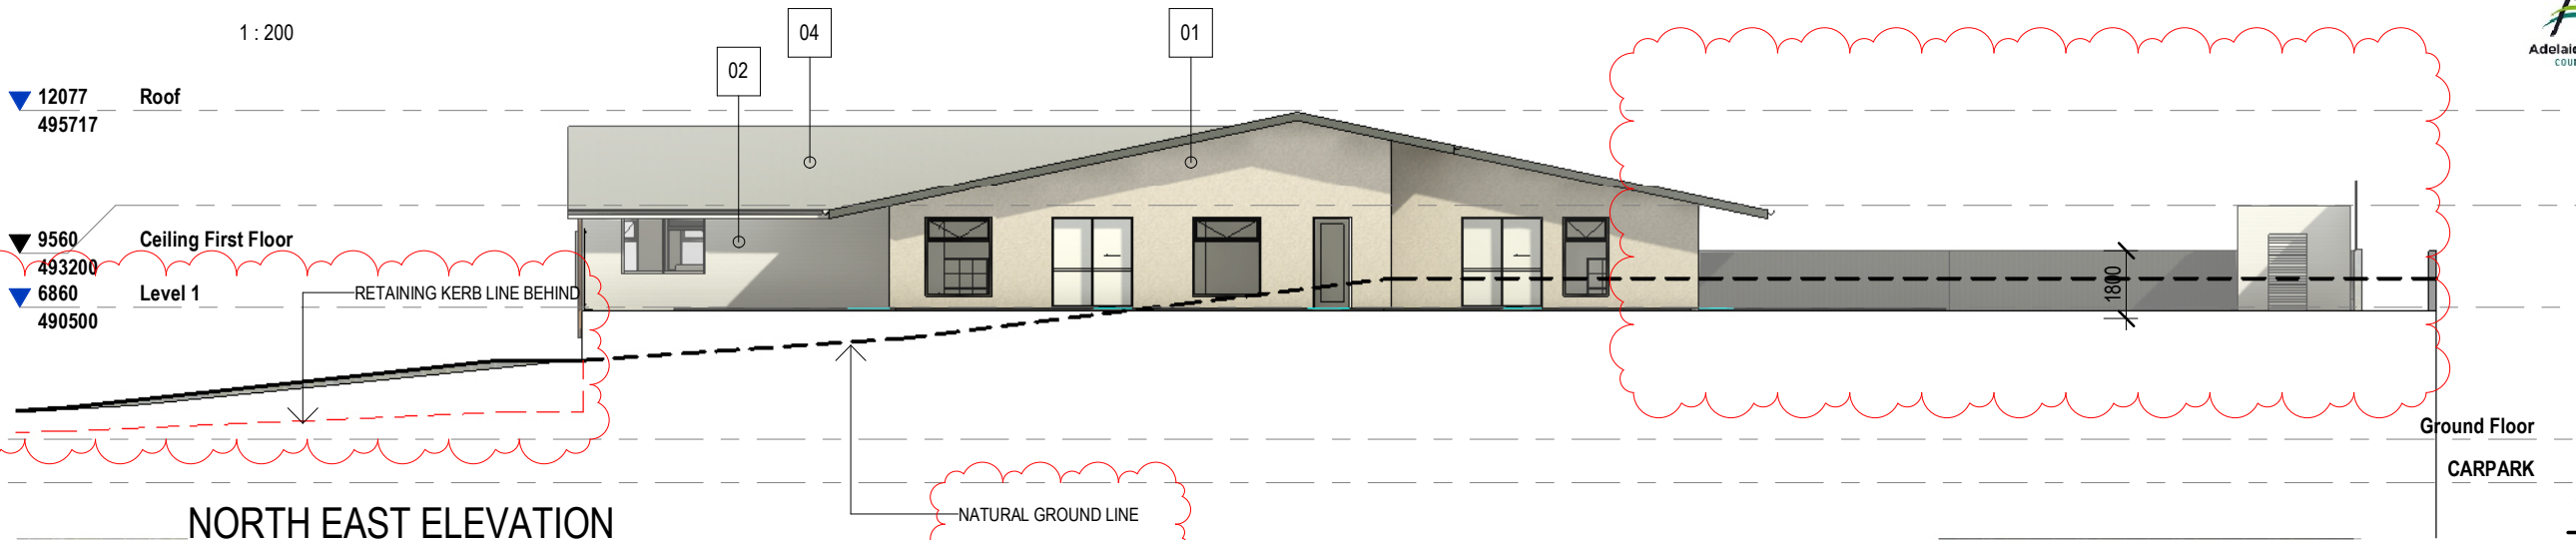 1 : 200
04
01
02
12077 Roof
495717
9560 Ceiling First Floor
493200
6860 Level 1
490500
RETAINING KERB LINE BEHIND
1800
Ground Floor
CARPARK
NORTH EAST ELEVATION
NATURAL GROUND LINE